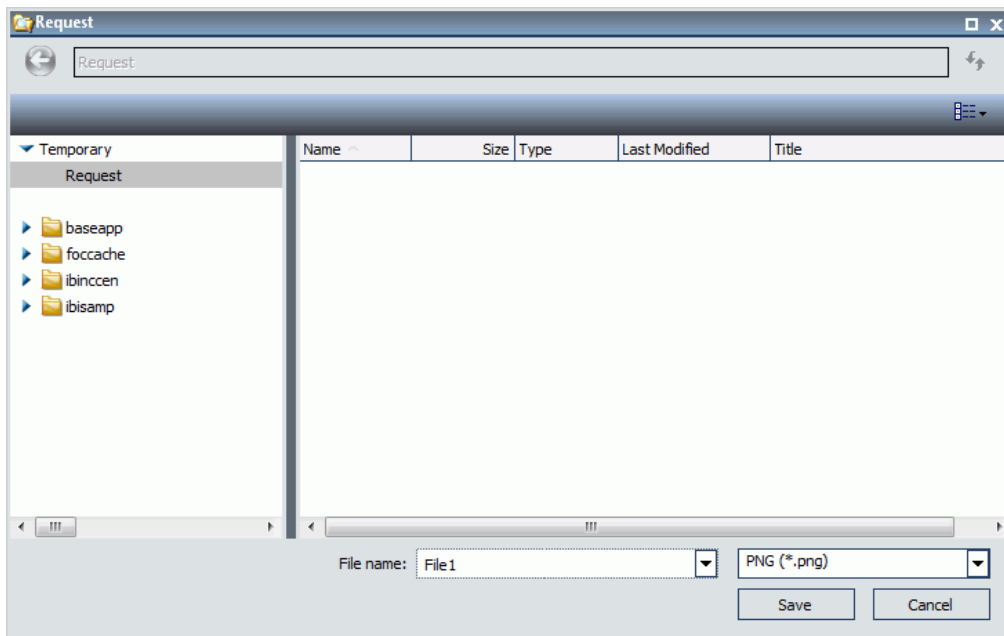 Request
Request
Temporary
Request
baseapp
foccache
ibinccen
ibisamp
Name Size Type Last Modified Title
File name: File1 PNG (*.png)
Save Cancel